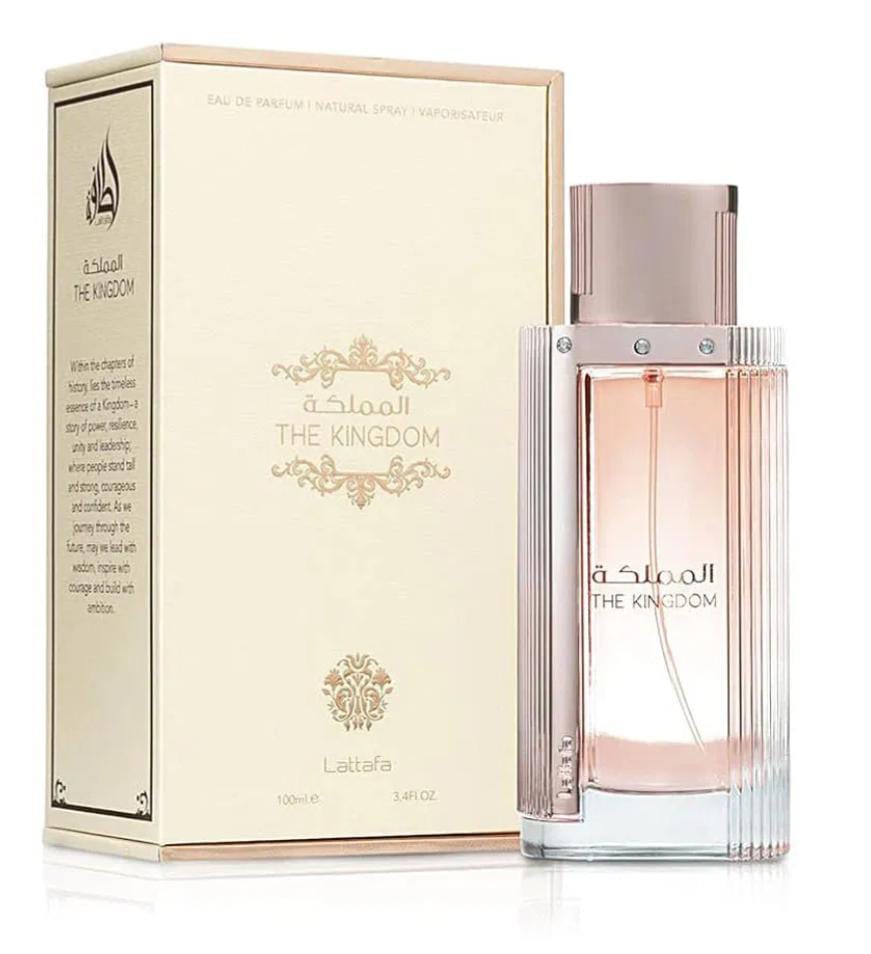 EAU DE PARFUM | NATURAL SPRAY | VAPORISATEUR
لطافة
Lattafa
المملكة
THE KINGDOM
Within the chapters of
history, lies the timeless
essence of a Kingdom—a
story of power, resilience,
unity and leadership;
where people stand tall
and strong, courageous
and confident. As we
journey through the
future, may we lead with
wisdom, inspire with
courage and build with
ambition.
المملكة
THE KINGDOM
Lattafa
100ml.e 3.4Fl.OZ.
المملكة
THE KINGDOM
Lattafa